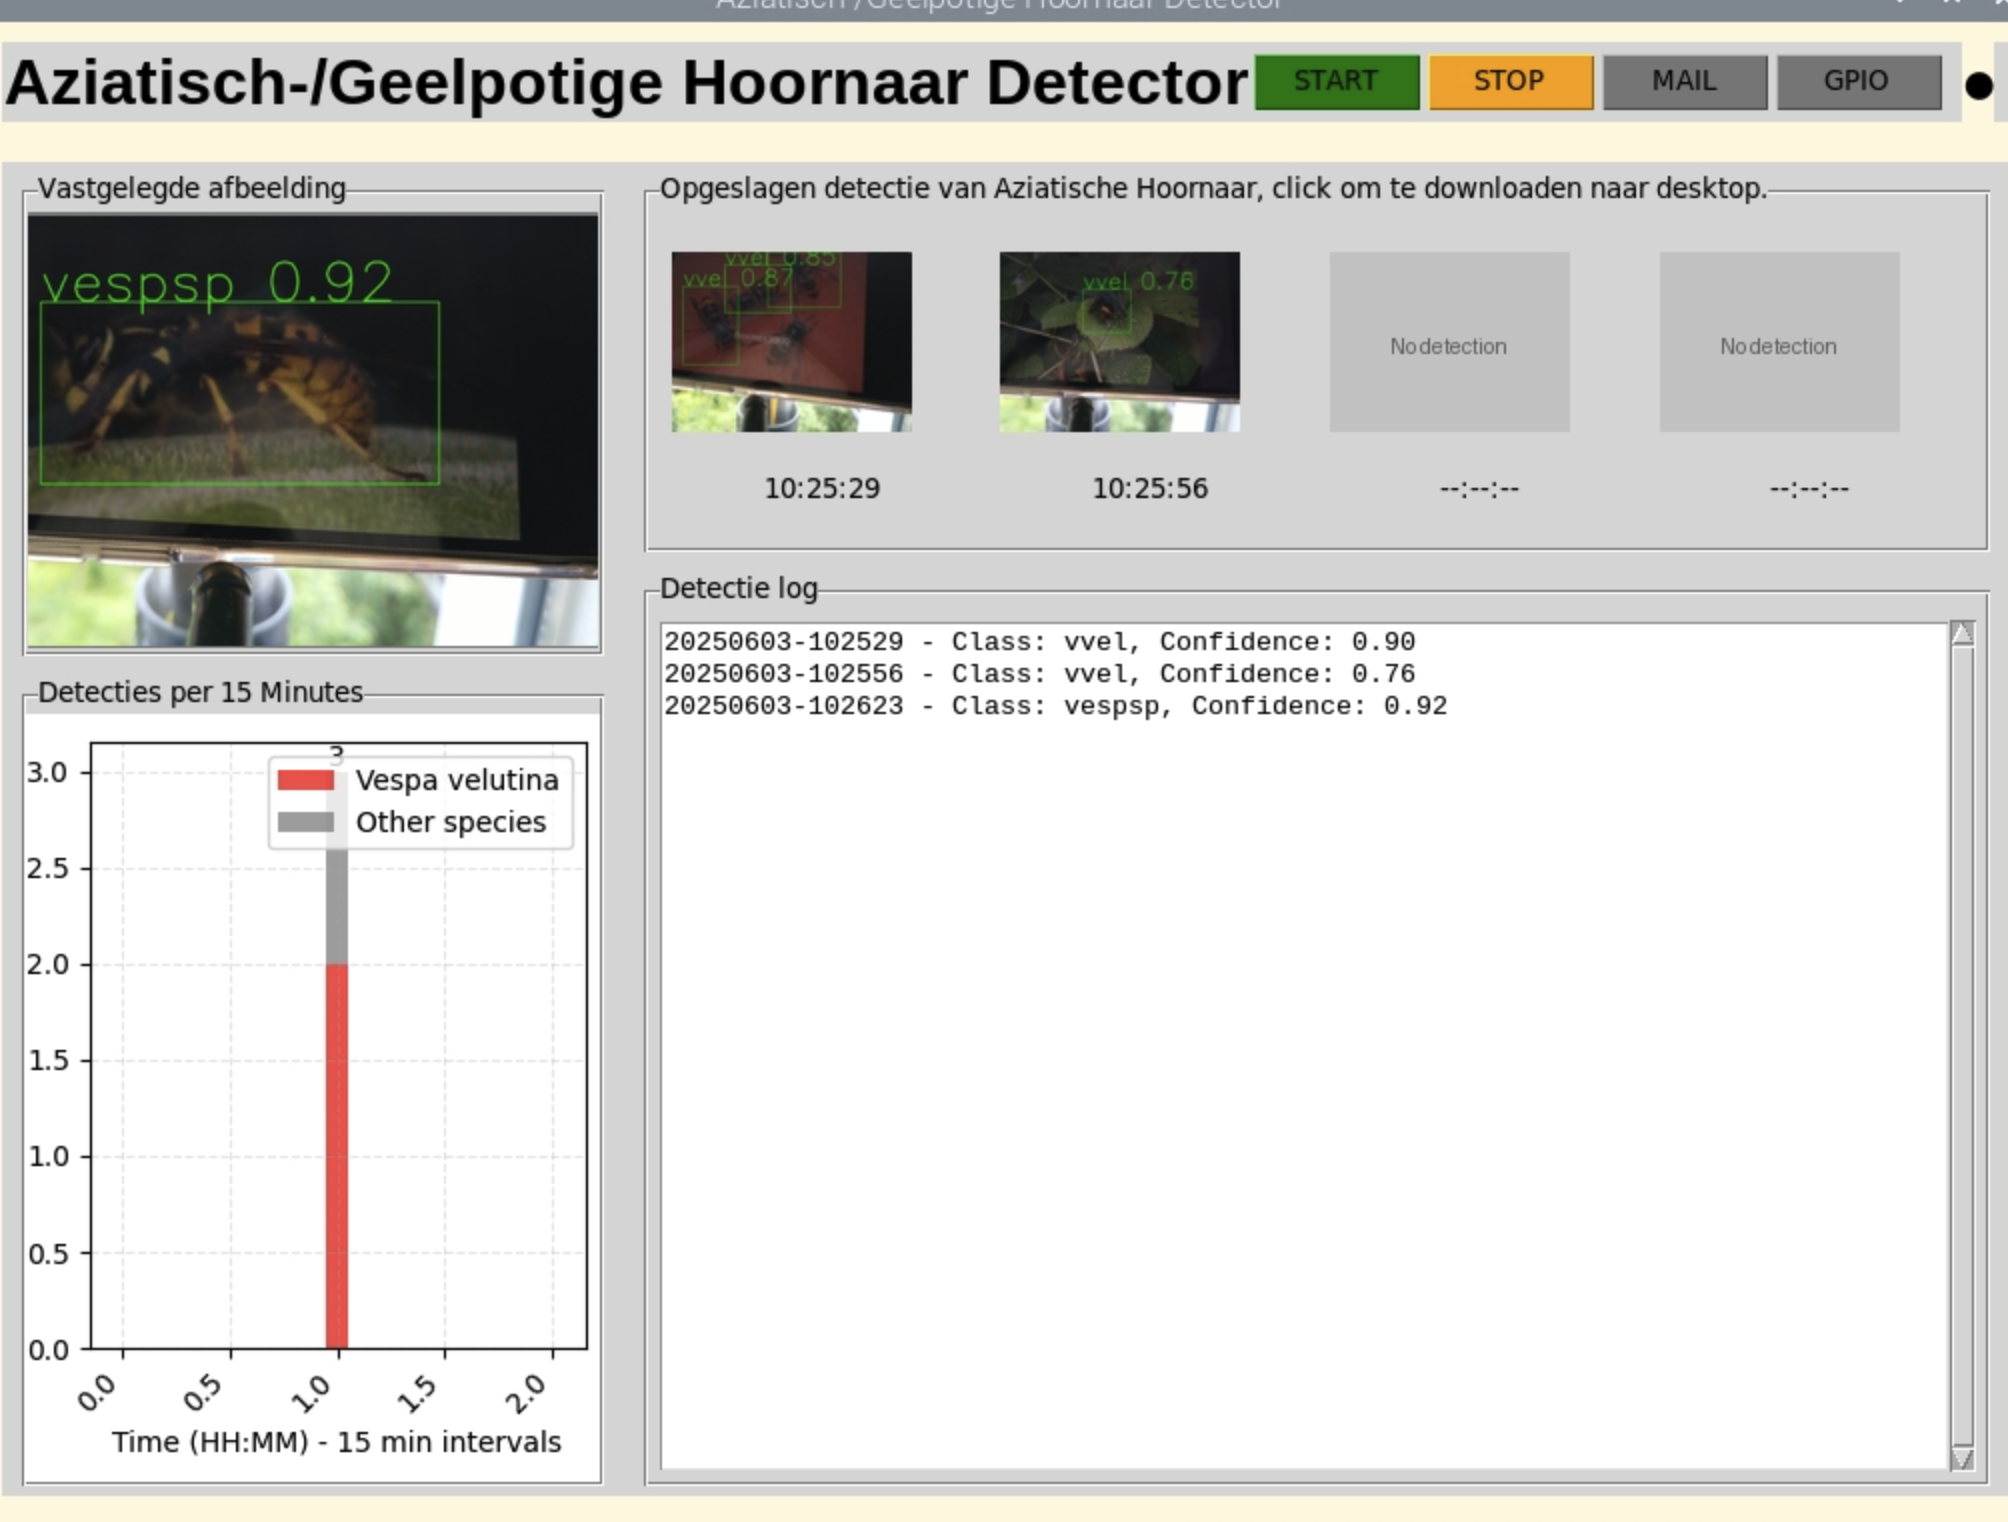 Aziatisch-/Geelpotige Hoornaar Detector
Aziatisch-/Geelpotige Hoornaar Detector START STOP MAIL GPIO
Vastgelegde afbeelding
vespsp 0.92
Opgeslagen detectie van Aziatische Hoornaar, click om te downloaden naar desktop.
vvel 0.85
vvel 0.87
vvel 0.76
No detection
No detection
10:25:29
10:25:56
--:--:--
--:--:--
Detecties per 15 Minutes
3
Vespa velutina
Other species
3.0
2.5
2.0
1.5
1.0
0.5
0.0
0.0 0.5 1.0 1.5 2.0
Time (HH:MM) - 15 min intervals
Detectie log
20250603-102529 - Class: vvel, Confidence: 0.90
20250603-102556 - Class: vvel, Confidence: 0.76
20250603-102623 - Class: vespsp, Confidence: 0.92